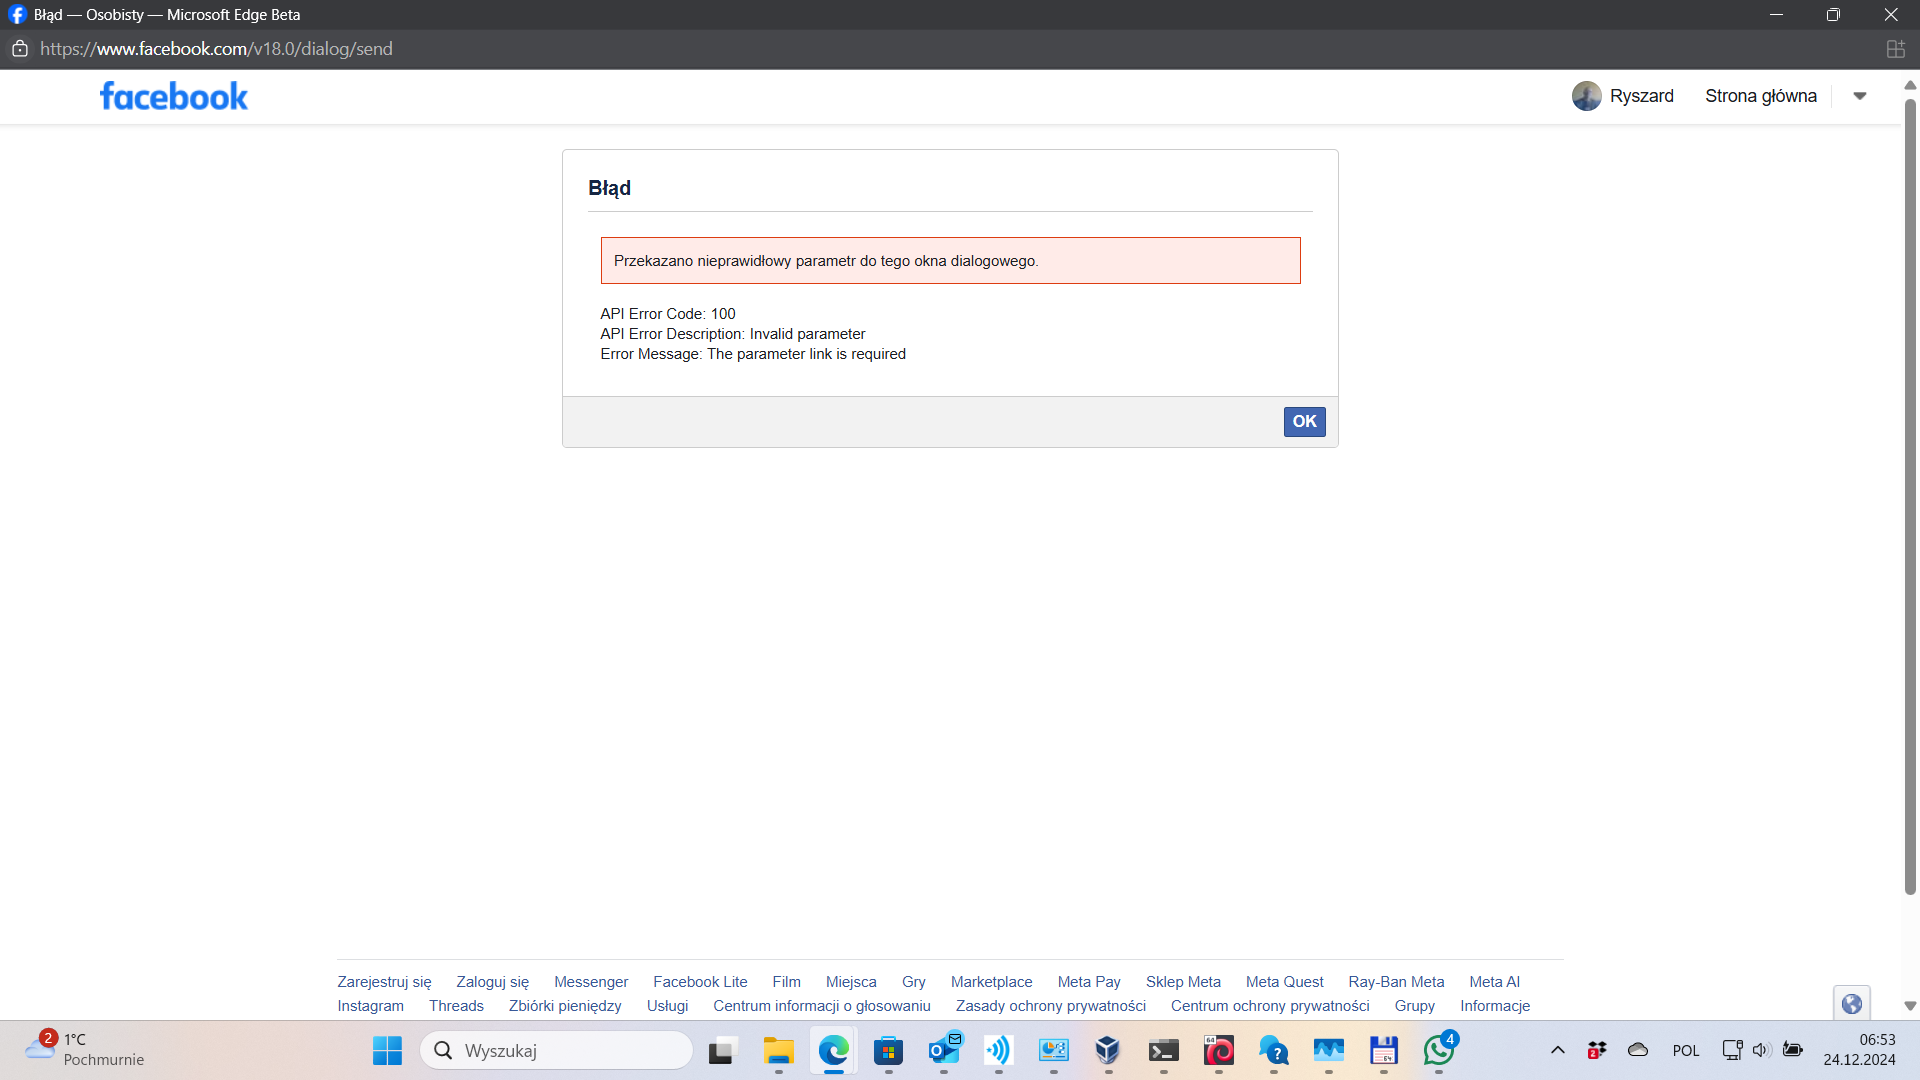 Błąd — Osobisty — Microsoft Edge Beta
https://www.facebook.com/v18.0/dialog/send
facebook
Ryszard
Strona główna
Błąd
Przekazano nieprawidłowy parametr do tego okna dialogowego.
API Error Code: 100
API Error Description: Invalid parameter
Error Message: The parameter link is required
OK
Zarejestruj się Zaloguj się Messenger Facebook Lite Film Miejsca Gry Marketplace Meta Pay Sklep Meta Meta Quest Ray-Ban Meta Meta AI
Instagram Threads Zbiórki pieniędzy Usługi Centrum informacji o głosowaniu Zasady ochrony prywatności Centrum ochrony prywatności Grupy Informacje
2
1°C
Pochmurnie
Wyszukaj
64
64
4
2
POL
06:53
24.12.2024